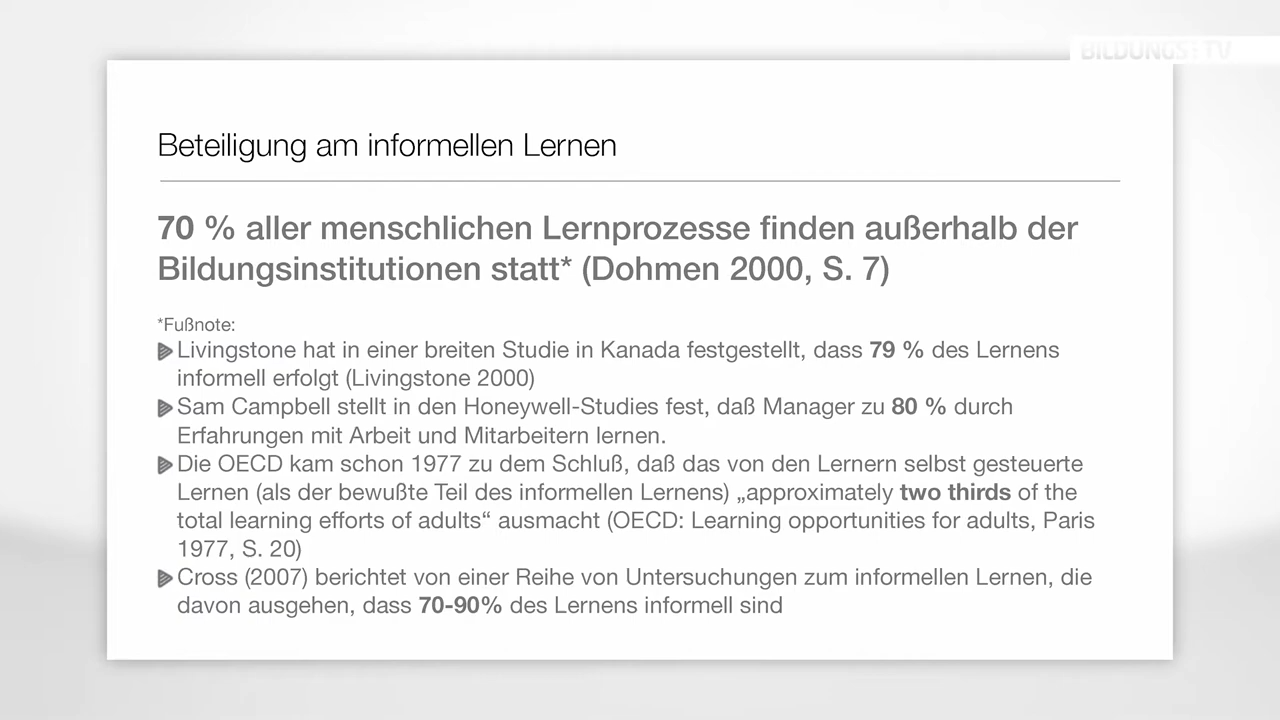 BILDUNGS:TV
Beteiligung am informellen Lernen
70 % aller menschlichen Lernprozesse finden außerhalb der
Bildungsinstitutionen statt* (Dohmen 2000, S. 7)
*Fußnote:
Livingstone hat in einer breiten Studie in Kanada festgestellt, dass 79 % des Lernens
informell erfolgt (Livingstone 2000)
Sam Campbell stellt in den Honeywell-Studies fest, daß Manager zu 80 % durch
Erfahrungen mit Arbeit und Mitarbeitern lernen.
Die OECD kam schon 1977 zu dem Schluß, daß das von den Lernern selbst gesteuerte
Lernen (als der bewußte Teil des informellen Lernens) „approximately two thirds of the
total learning efforts of adults“ ausmacht (OECD: Learning opportunities for adults, Paris
1977, S. 20)
Cross (2007) berichtet von einer Reihe von Untersuchungen zum informellen Lernen, die
davon ausgehen, dass 70-90% des Lernens informell sind